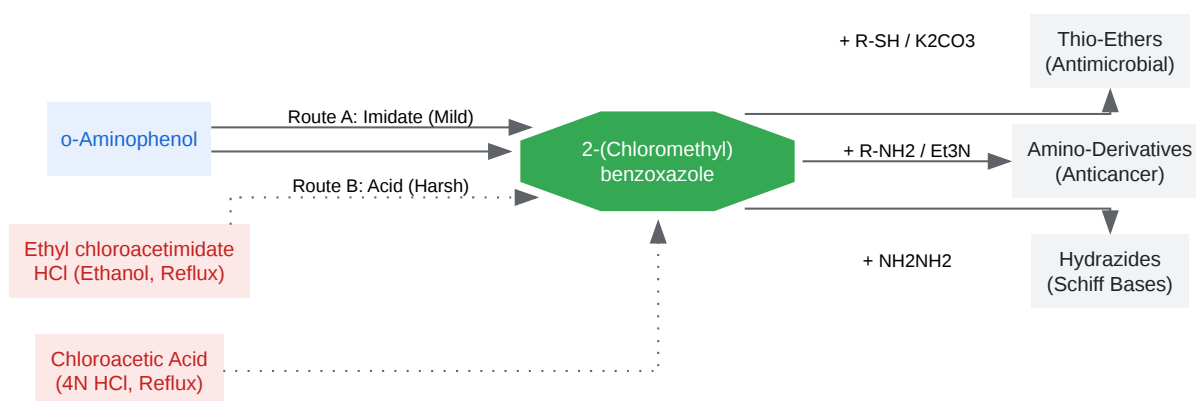 + R-SH / K2CO3
Thio-Ethers
(Antimicrobial)
o-Aminophenol
Route A: Imidate (Mild)
2-(Chloromethyl)
benzoxazole
+ R-NH2 / Et3N
Amino-Derivatives
(Anticancer)
Route B: Acid (Harsh)
Ethyl chloroacetimidate
HCl (Ethanol, Reflux)
+ NH2NH2
Hydrazides
(Schiff Bases)
Chloroacetic Acid
(4N HCl, Reflux)